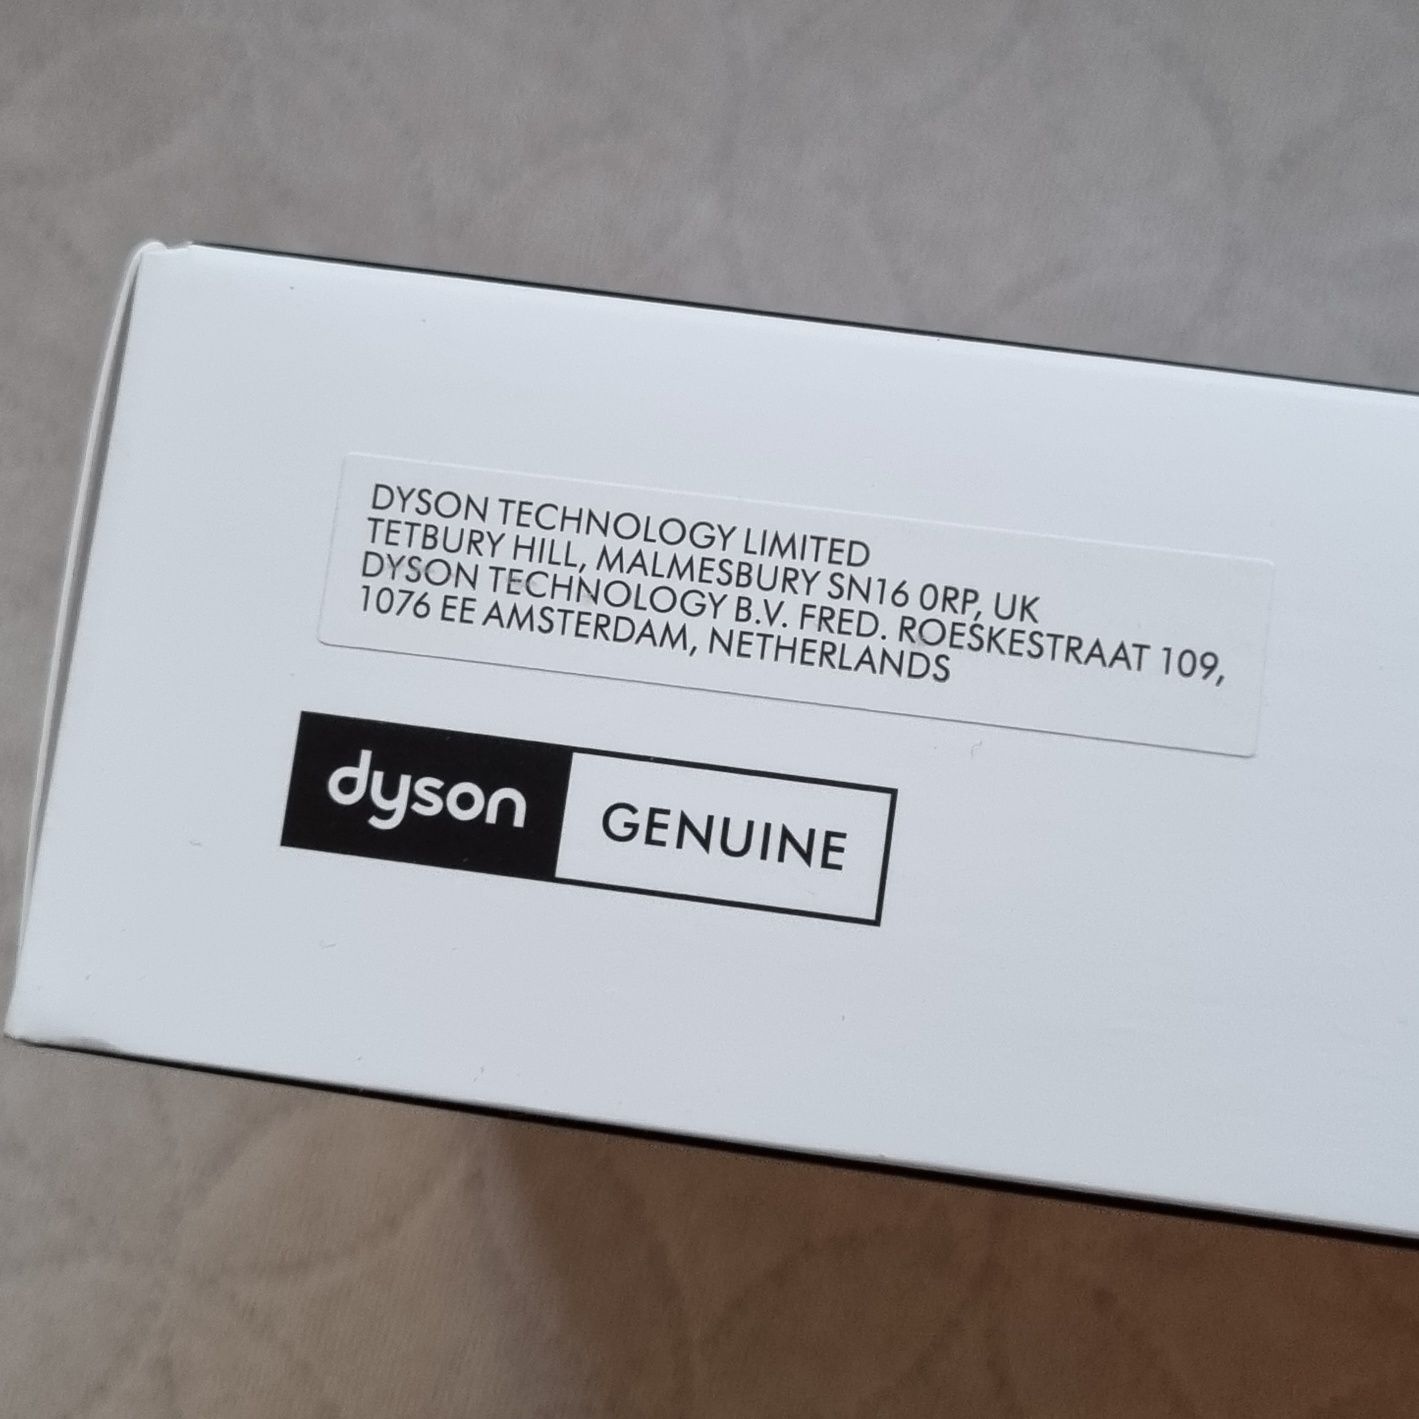 DYSON TECHNOLOGY LIMITED
TETBURY HILL, MALMESBURY SN16 0RP, UK
DYSON TECHNOLOGY B.V. FRED. ROESKESTRAAT 109,
1076 EE AMSTERDAM, NETHERLANDS
dyson GENUINE